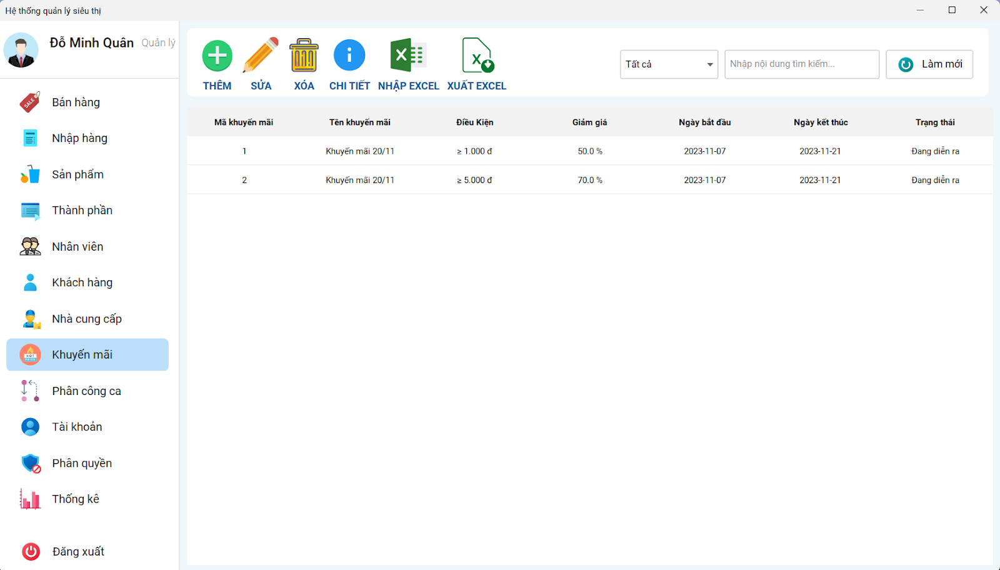 Hệ thống quản lý siêu thị
Đỗ Minh Quân Quản lý
Bán hàng
Nhập hàng
Sản phẩm
Thành phần
Nhân viên
Khách hàng
Nhà cung cấp
HOT
PRICE
Khuyến mãi
Phân công ca
Tài khoản
Phân quyền
Thống kê
Đăng xuất
SALE
THÊM SỬA XÓA CHI TIẾT NHẬP EXCEL XUẤT EXCEL
Tất cả Nhập nội dung tìm kiếm... Làm mới
Mã khuyến mãi Tên khuyến mãi Điều Kiện Giảm giá Ngày bắt đầu Ngày kết thúc Trạng thái
1 Khuyến mãi 20/11 ≥ 1.000 đ 50.0 % 2023-11-07 2023-11-21 Đang diễn ra
2 Khuyến mãi 20/11 ≥ 5.000 đ 70.0 % 2023-11-07 2023-11-21 Đang diễn ra